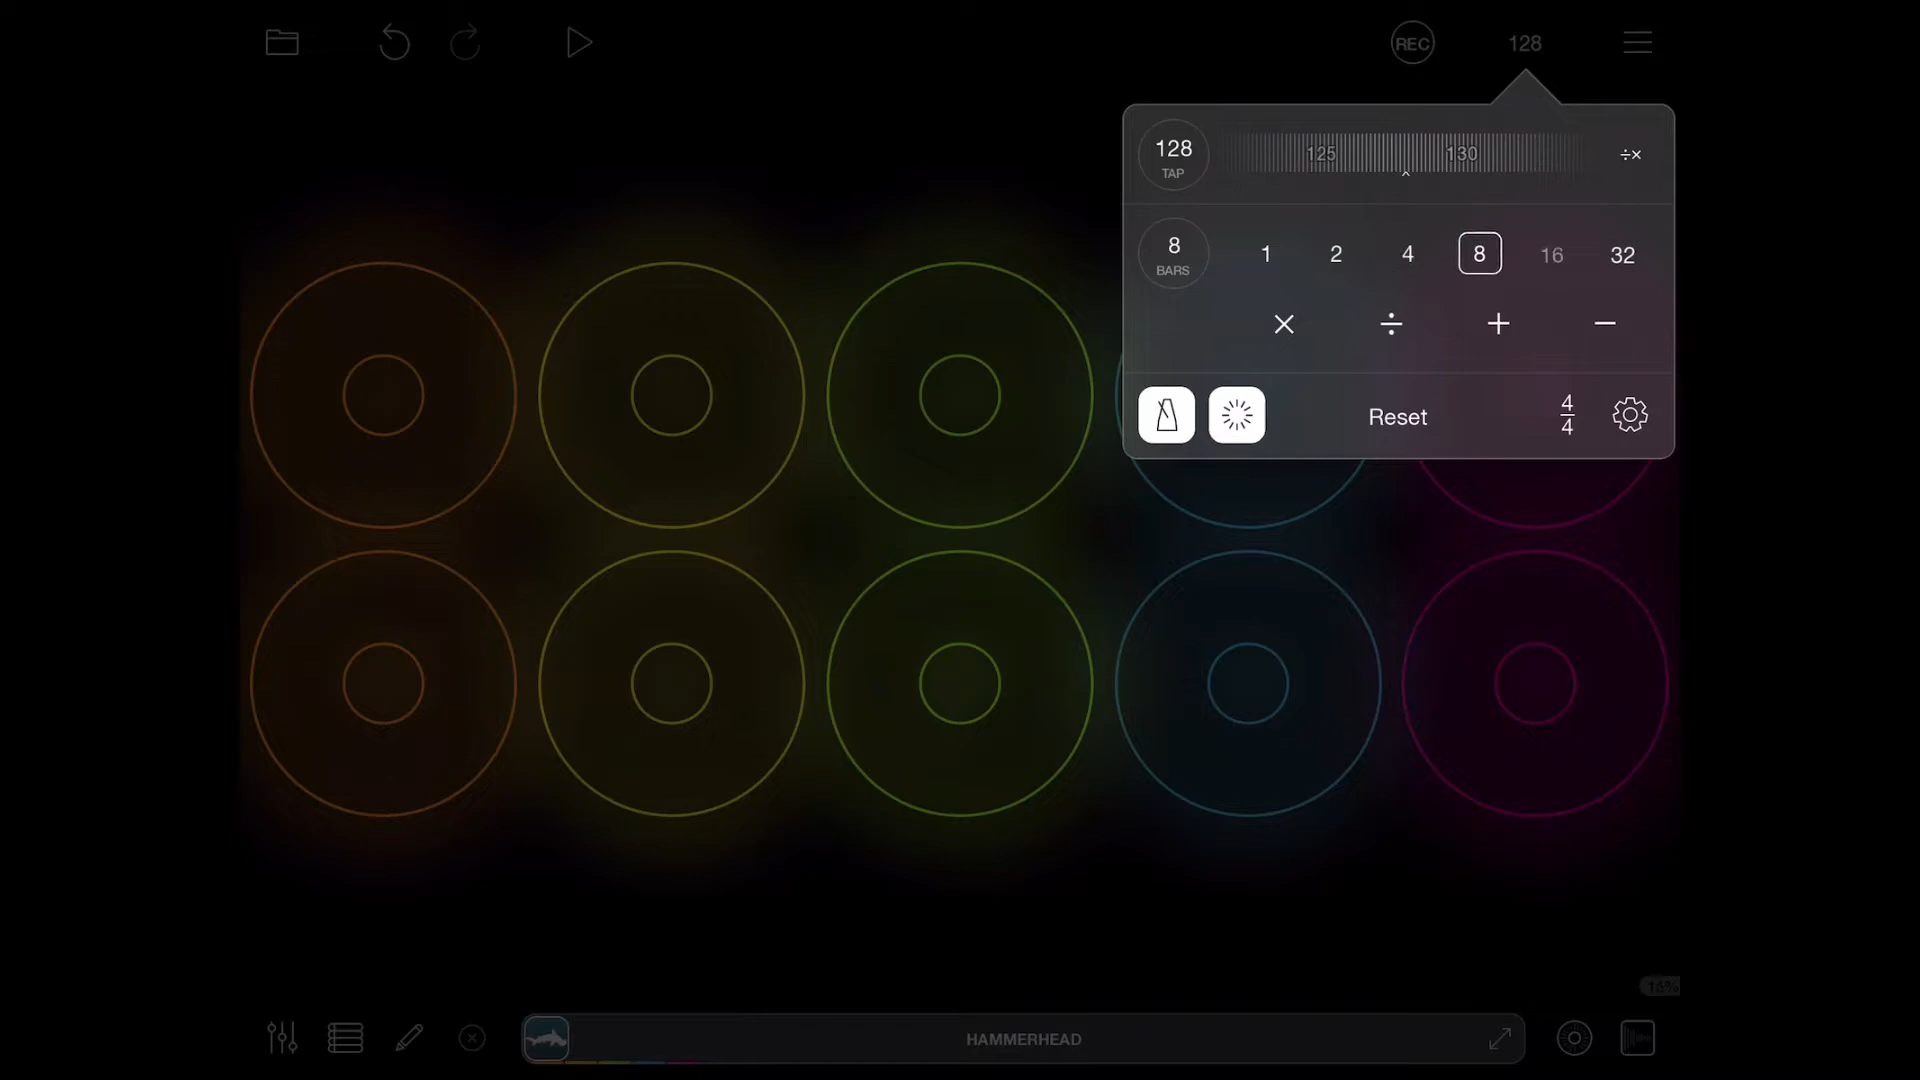 REC 128
128 125 130 ÷×
TAP
8 1 2 4 8 16 32
BARS
× ÷ + −
Reset 4/4
HAMMERHEAD